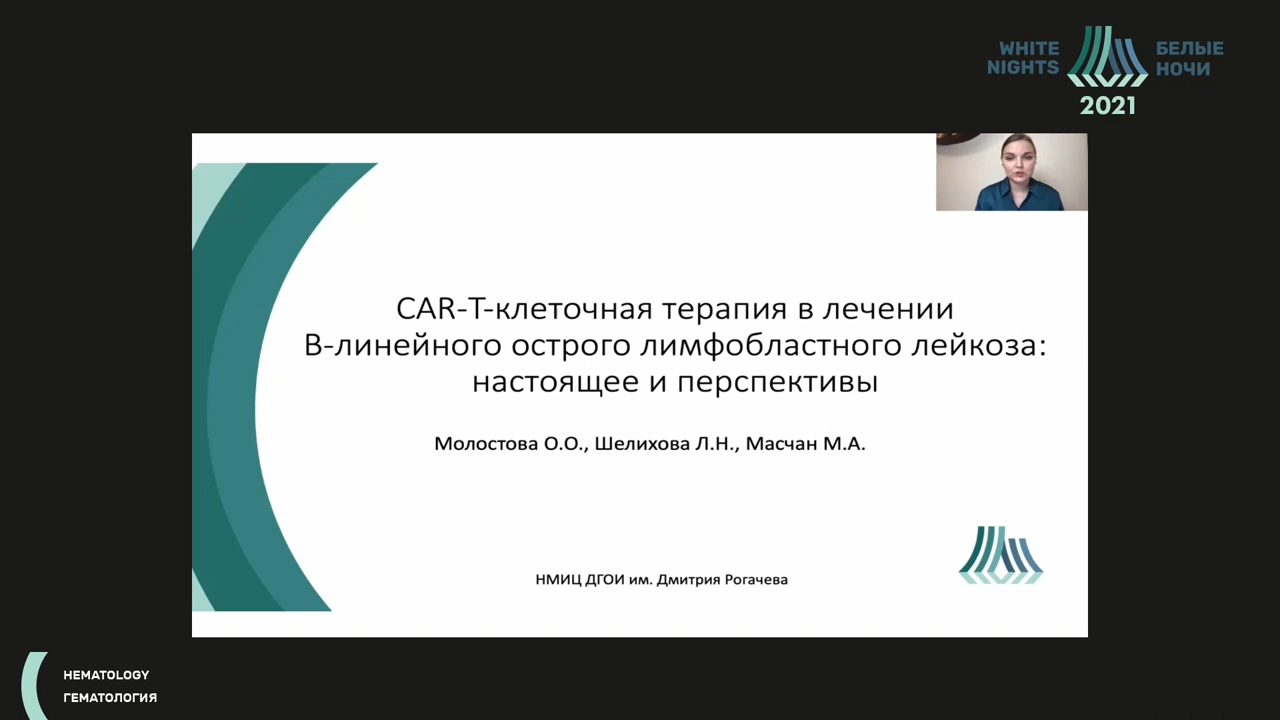 WHITE
NIGHTS
БЕЛЫЕ
НОЧИ
2021
CAR-T-клеточная терапия в лечении
В-линейного острого лимфобластного лейкоза:
настоящее и перспективы
Молостова О.О., Шелихова Л.Н., Масчан М.А.
НМИЦ ДГОИ им. Дмитрия Рогачева
HEMATOLOGY
ГЕМАТОЛОГИЯ